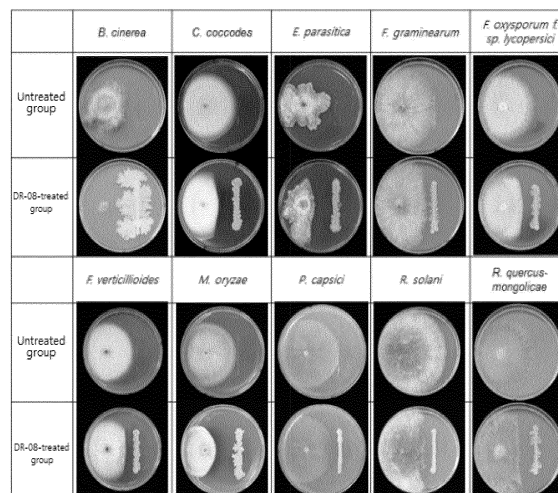 B. cinerea
C. coccodes
E. parasitica
F. graminearum
F. oxysporum f.
sp. lycopersici
Untreated
group
DR-08-treated
group
F. verticillioides
M. oryzae
P. capsici
R. solani
R. quercus-
mongolicae
Untreated
group
DR-08-treated
group